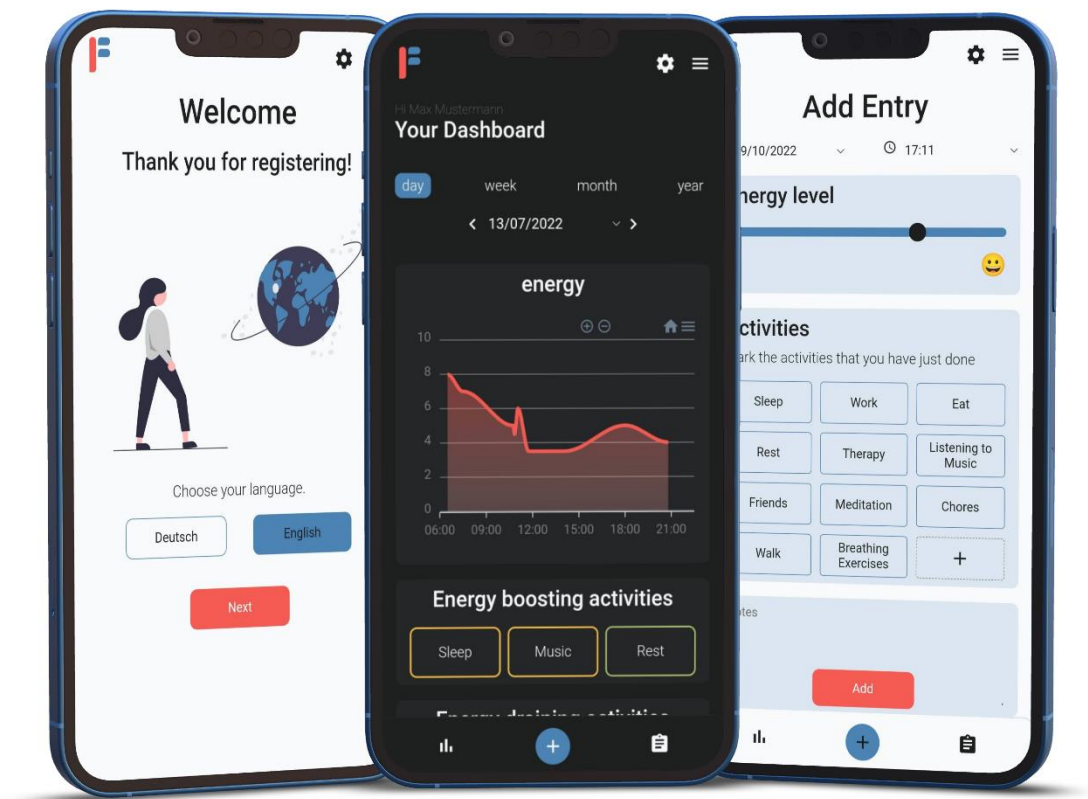 Welcome
Thank you for registering!
Choose your language.
Deutsch
English
Next
Hi Max Mustermann
Your Dashboard
day week month year
13/07/2022
energy
10
8
6
4
2
0
06:00 09:00 12:00 15:00 18:00 21:00
Energy boosting activities
Sleep Music Rest
Energy draining activities
Add Entry
9/10/2022 17:11
nergy level
ctivities
ark the activities that you have just done
Sleep Work Eat
Rest Therapy Listening to
Music
Friends Meditation Chores
Walk Breathing
Exercises +
otes
Add